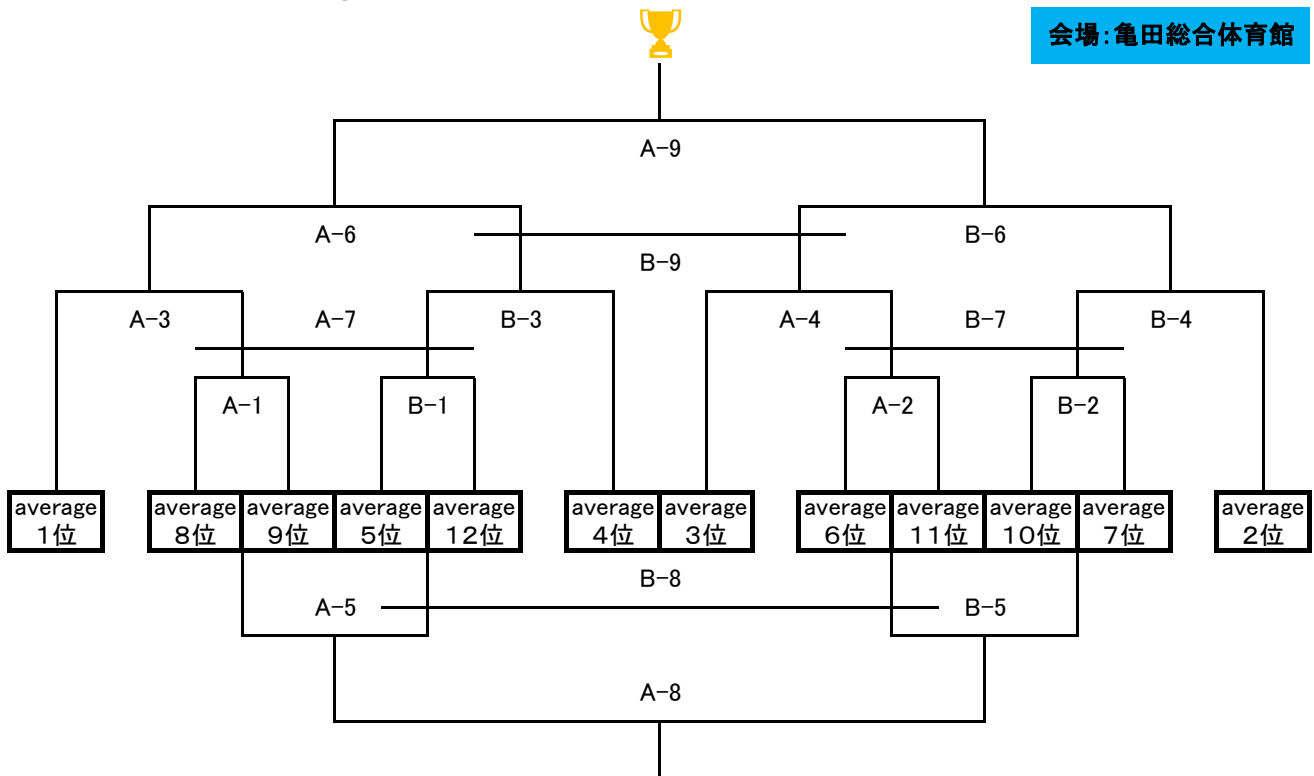 会場:亀田総合体育館
A-9
A-6
B-6
B-9
A-3
A-7
B-3
A-4
B-7
B-4
A-1
B-1
A-2
B-2
average
1位
average
8位
average
9位
average
5位
average
12位
average
4位
average
3位
average
6位
average
11位
average
10位
average
7位
average
2位
B-8
A-5
B-5
A-8